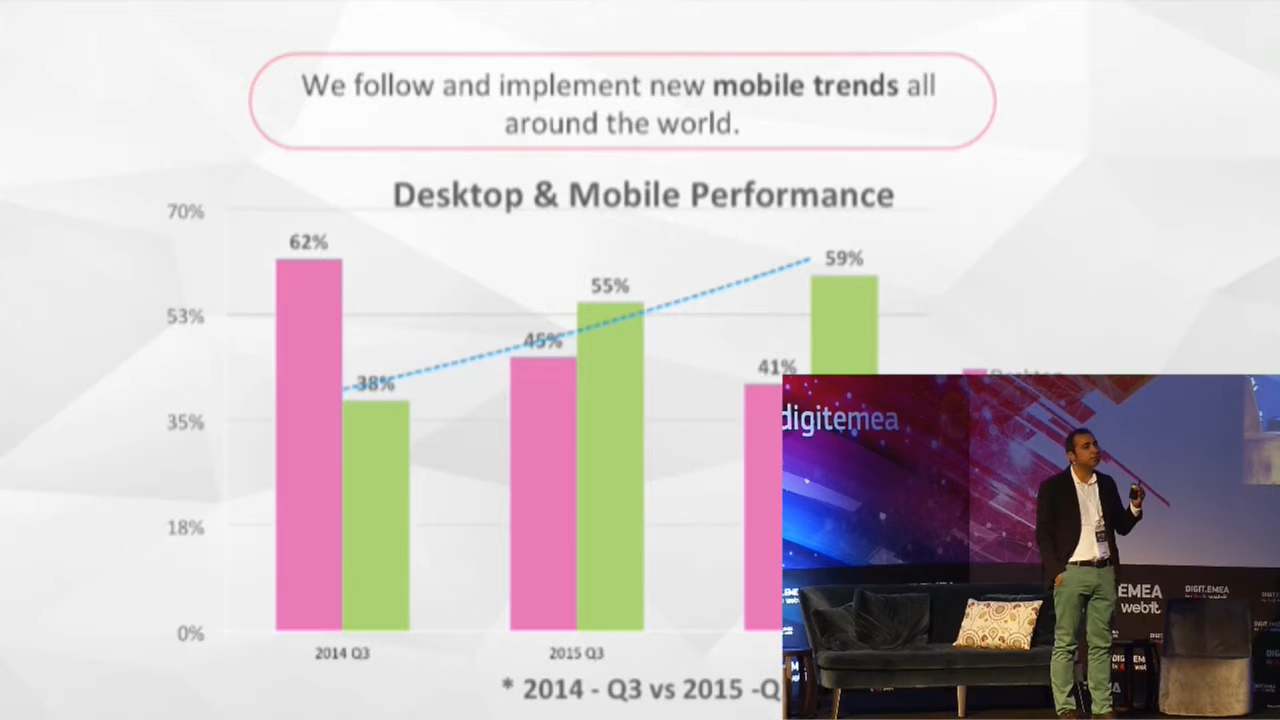 We follow and implement new mobile trends all
around the world.
Desktop & Mobile Performance
70%
62%
59%
55%
53%
45%
41%
38%
35%
18%
0%
2014 Q3
2015 Q3
* 2014 - Q3 vs 2015 -Q
digitemea
EMEA
webit
DIGIT.EMEA